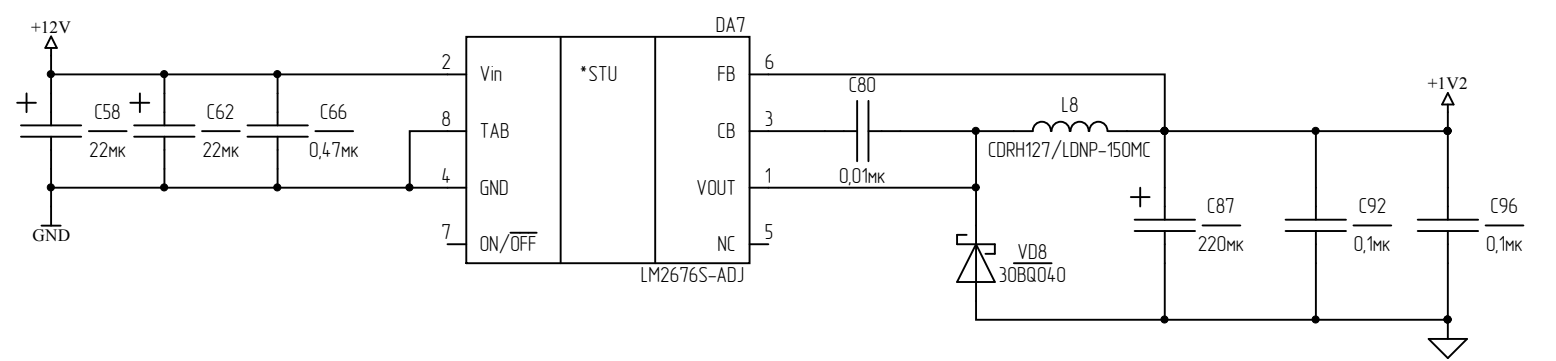 +12V
DA7
2
Vin
*STU
FB
6
C80
+1V2
+
C58
22мк
+
C62
22мк
C66
0,47мк
8
TAB
CB
3
L8
CDRH127/LDNP-150MC
4
GND
VOUT
1
0,01мк
GND
7
ON/OFF
NC
5
LM2676S-ADJ
VD8
30BQ040
+
C87
220мк
C92
0,1мк
C96
0,1мк